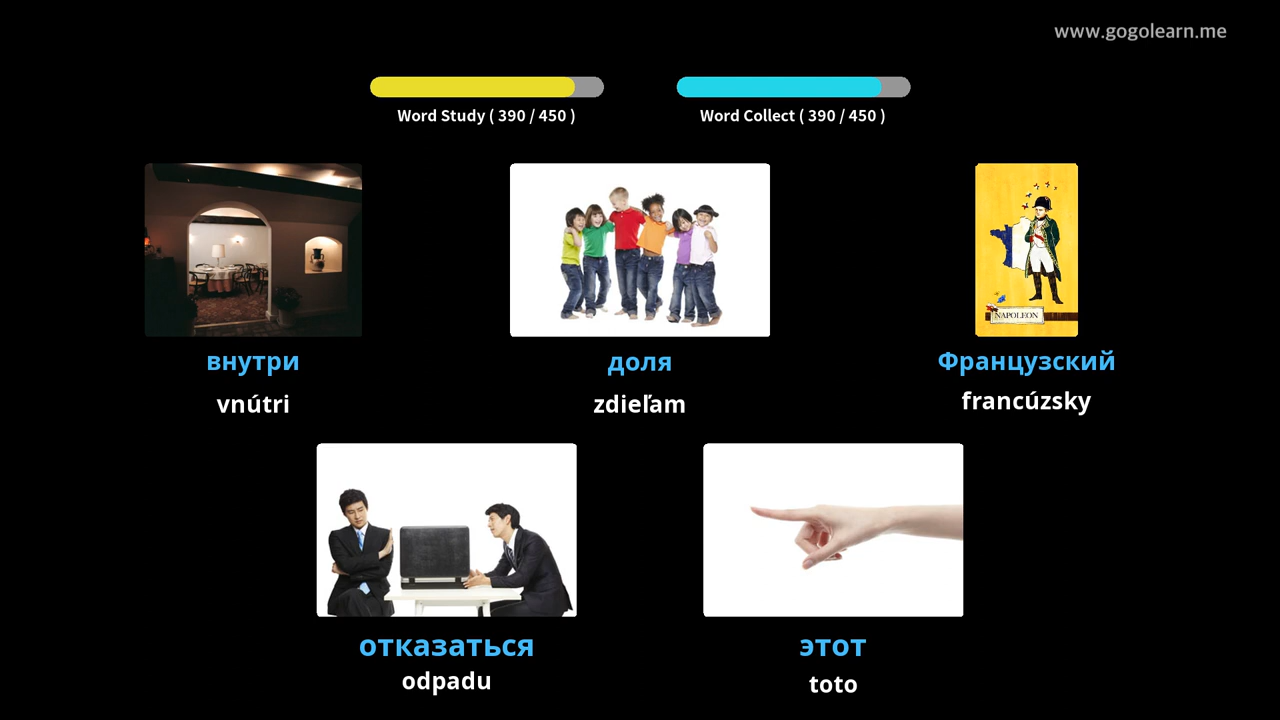 www.gogolearn.me
Word Study ( 390 / 450 )
Word Collect ( 390 / 450 )
NAPOLEON
внутри
доля
Французский
vnútri
zdieľam
francúzsky
отказаться
этот
odpadu
toto